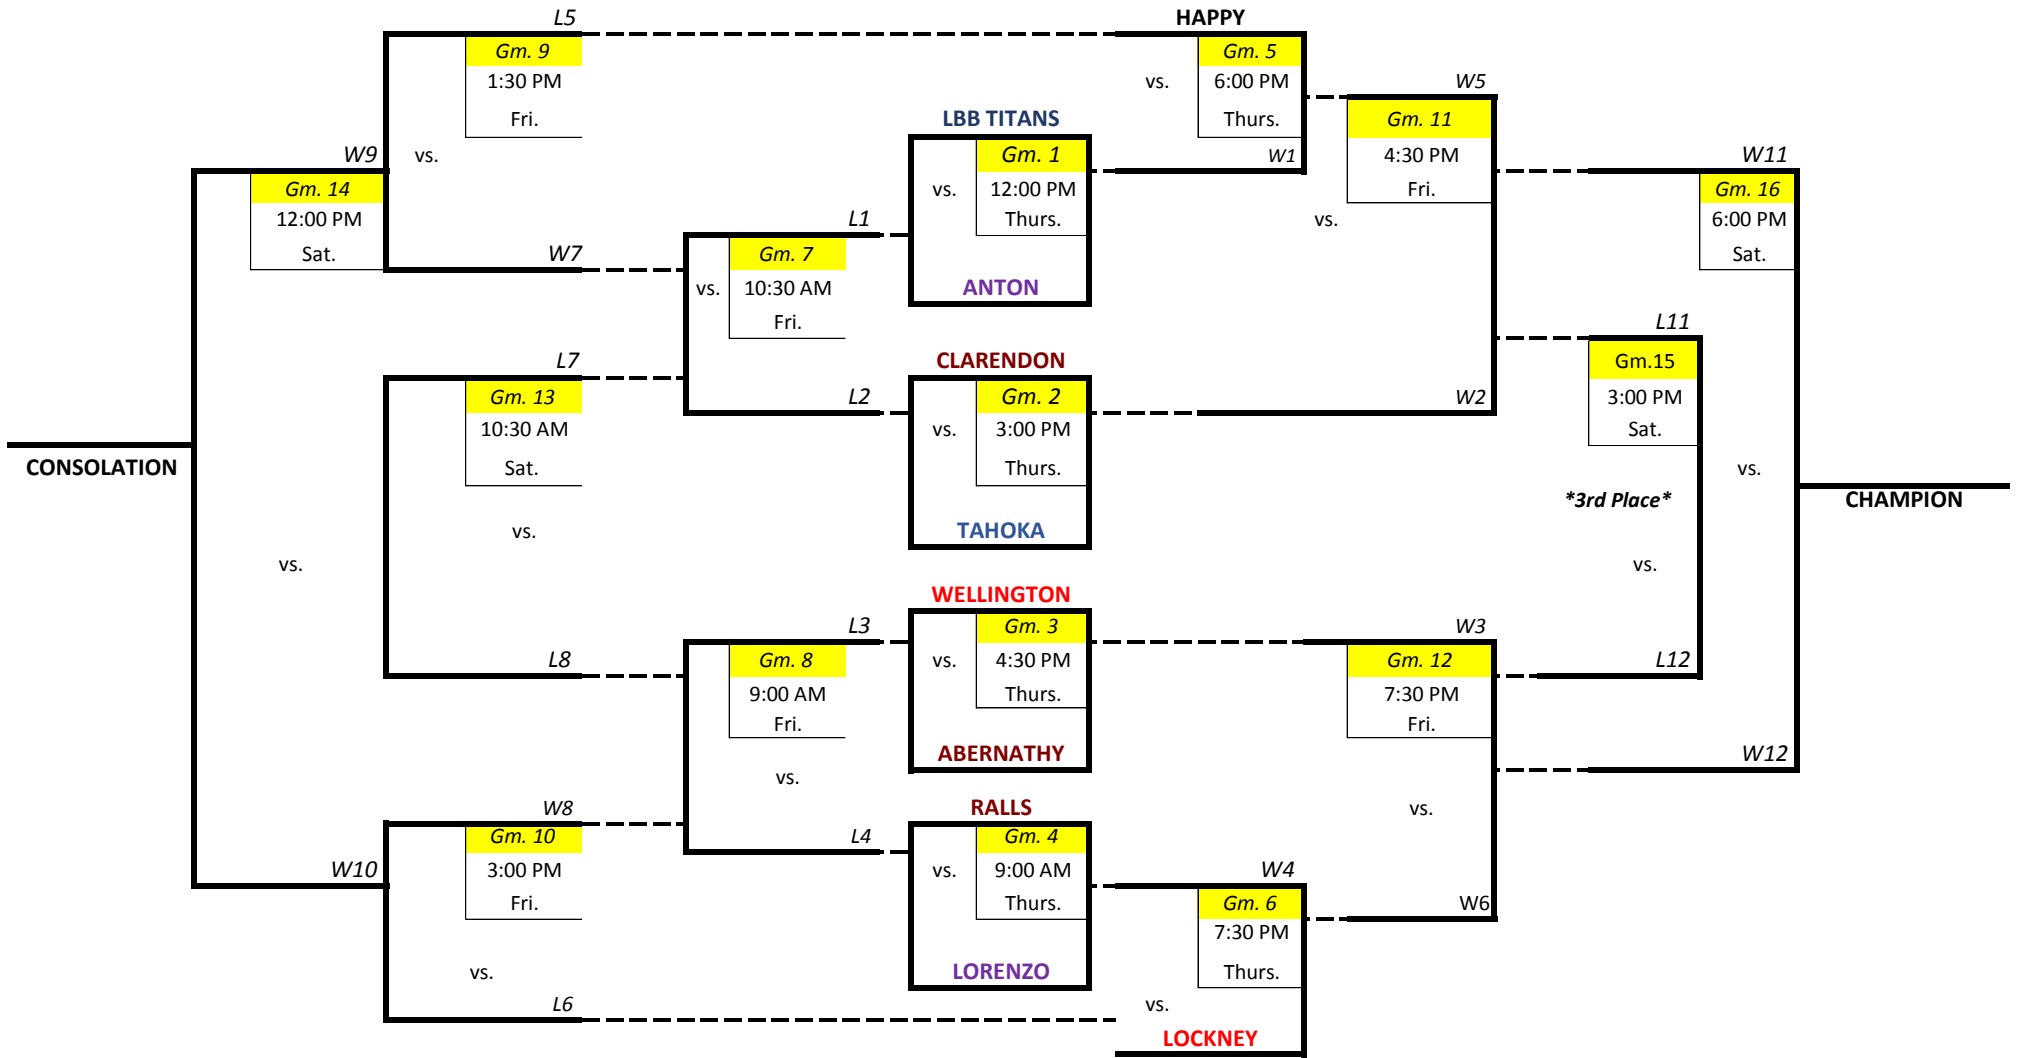 L5
HAPPY
Gm. 9
1:30 PM
Fri.
vs.
Gm. 5
6:00 PM
Thurs.
W5
LBB TITANS
Gm. 11
4:30 PM
Fri.
W9
vs.
Gm. 1
12:00 PM
Thurs.
vs.
W1
W11
Gm. 14
12:00 PM
Sat.
Gm. 16
6:00 PM
Sat.
L1
vs.
W7
Gm. 7
10:30 AM
Fri.
vs.
ANTON
L11
L7
CLARENDON
Gm.15
3:00 PM
Sat.
Gm. 13
10:30 AM
Sat.
L2
Gm. 2
3:00 PM
Thurs.
vs.
W2
CONSOLATION
vs.
*3rd Place*
CHAMPION
vs.
TAHOKA
vs.
vs.
WELLINGTON
L3
Gm. 3
4:30 PM
Thurs.
vs.
W3
L8
Gm. 8
9:00 AM
Fri.
Gm. 12
7:30 PM
Fri.
L12
vs.
ABERNATHY
W12
W8
RALLS
vs.
Gm. 10
3:00 PM
Fri.
L4
Gm. 4
9:00 AM
Thurs.
vs.
W10
W4
Gm. 6
7:30 PM
Thurs.
W6
vs.
LORENZO
L6
vs.
LOCKNEY